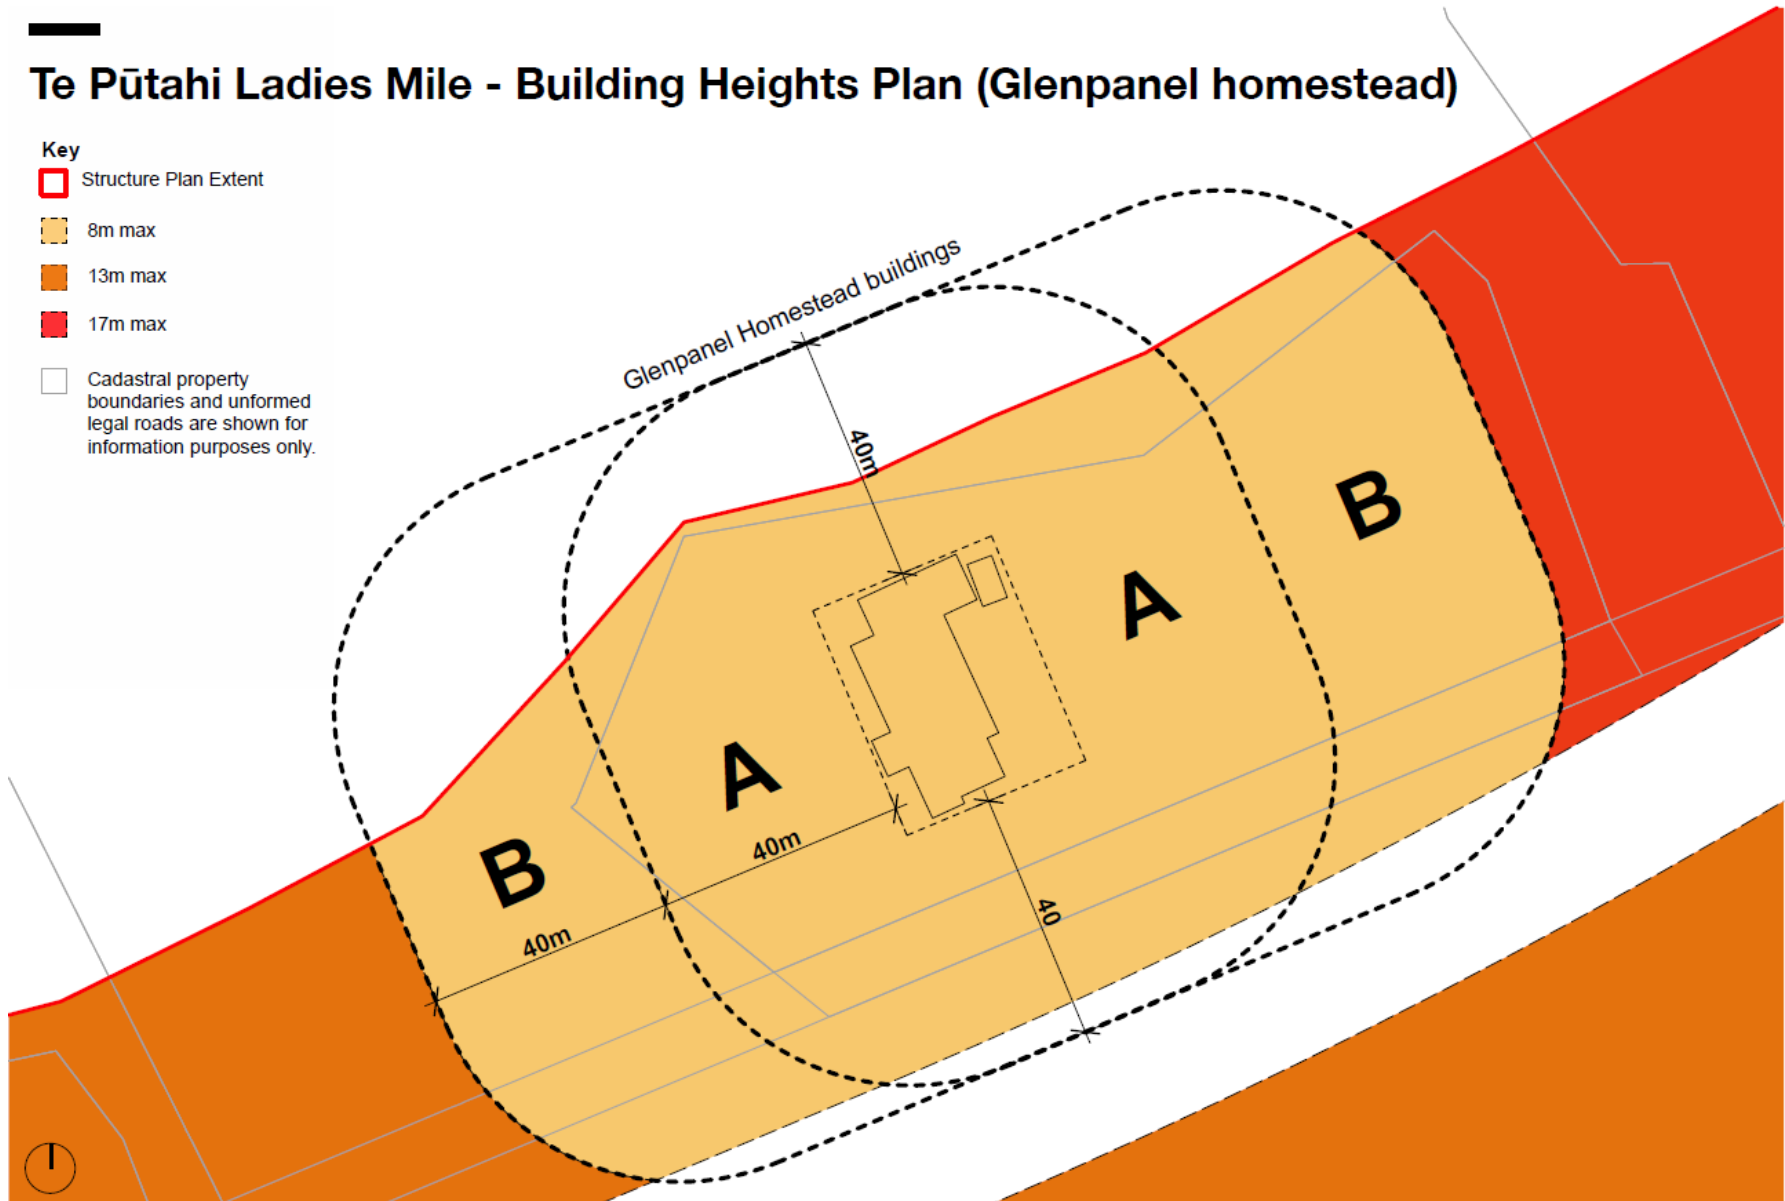 Te Pūtahi Ladies Mile - Building Heights Plan (Glenpanel homestead)
Key
Structure Plan Extent
8m max
13m max
17m max
Cadastral property
boundaries and unformed
legal roads are shown for
information purposes only.
Glenpanel Homestead buildings
40m
B
A
A
40m
B
40
40m